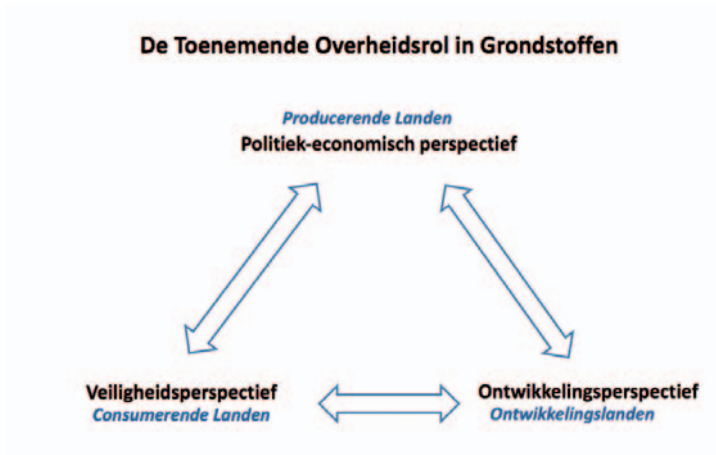 De Toenemende Overheidsrol in Grondstoffen
Producerende Landen
Politiek-economisch perspectief
Veiligheidsperspectief
Consumerende Landen
Ontwikkelingsperspectief
Ontwikkelingslanden